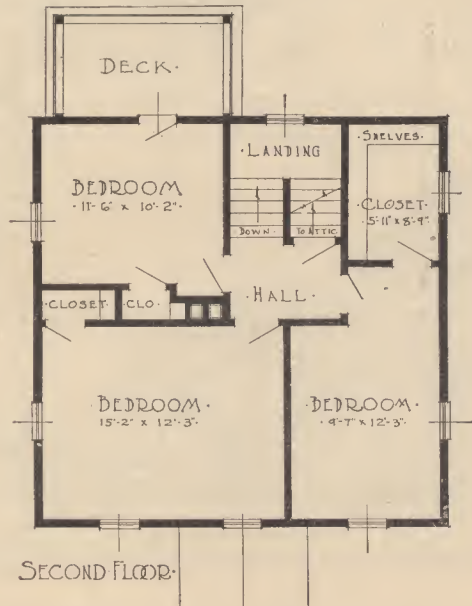 DECK.
LANDING
SHELVES.
BEDROOM
11'-6" x 10'-2"
CLOSET.
5'-11" x 8'-9"
DOWN
TO ATTIC
CLOSET.
CLO.
HALL
BEDROOM.
15'-2" x 12'-3"
BEDROOM.
9'-7" x 12'-3"
SECOND FLOOR.